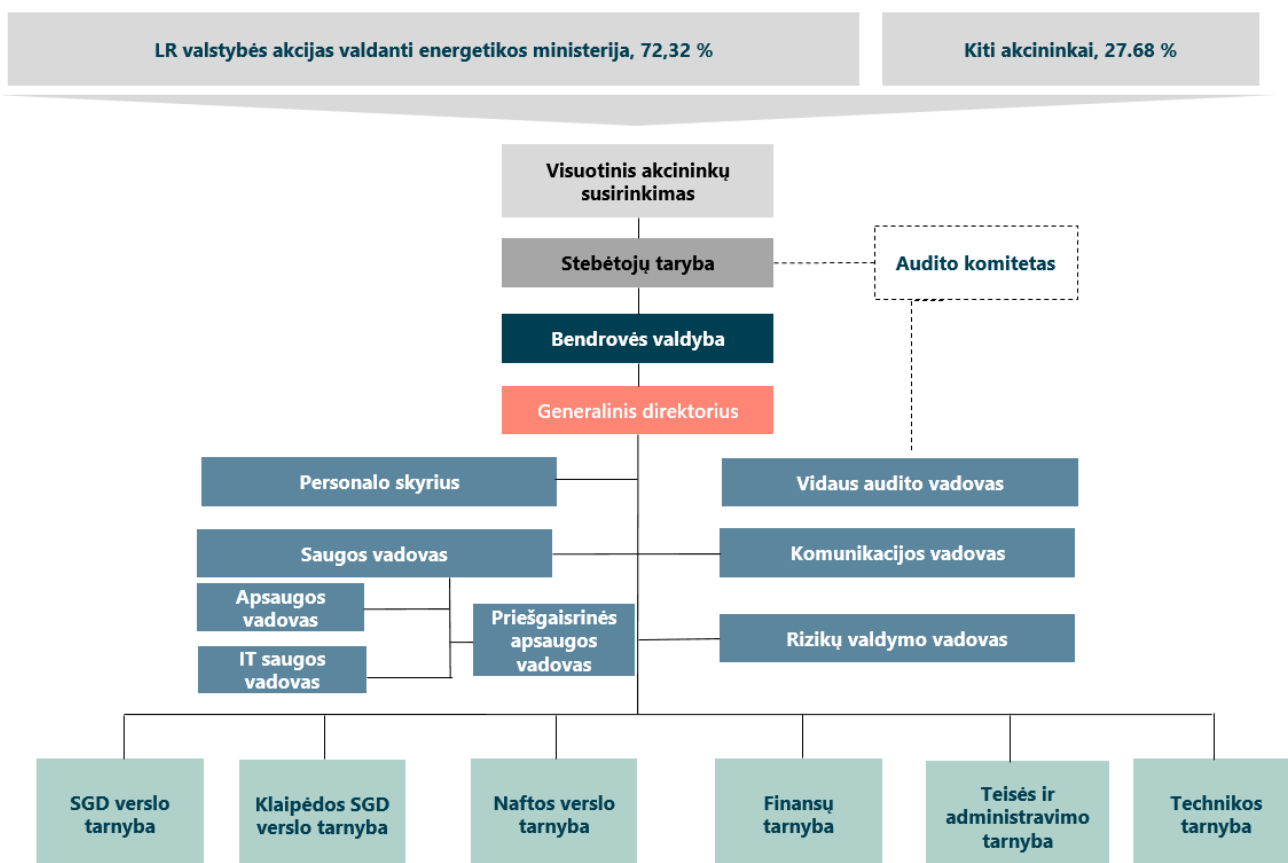 LR valstybės akcijas valdanti energetikos ministerija, 72,32 %
Kiti akcininkai, 27.68 %
Visuotinis akcininkų
susirinkimas
Stebėtojų taryba
Audito komitetas
Bendrovės valdyba
Generalinis direktorius
Personalo skyrius
Vidaus audito vadovas
Saugos vadovas
Komunikacijos vadovas
Apsaugos
vadovas
Priešgaisrinės
apsaugos
vadovas
Rizikų valdymo vadovas
IT saugos
vadovas
SGD verslo
tarnyba
Klaipėdos SGD
verslo tarnyba
Naftos verslo
tarnyba
Finansų
tarnyba
Teisės ir
administravimo
tarnyba
Technikos
tarnyba